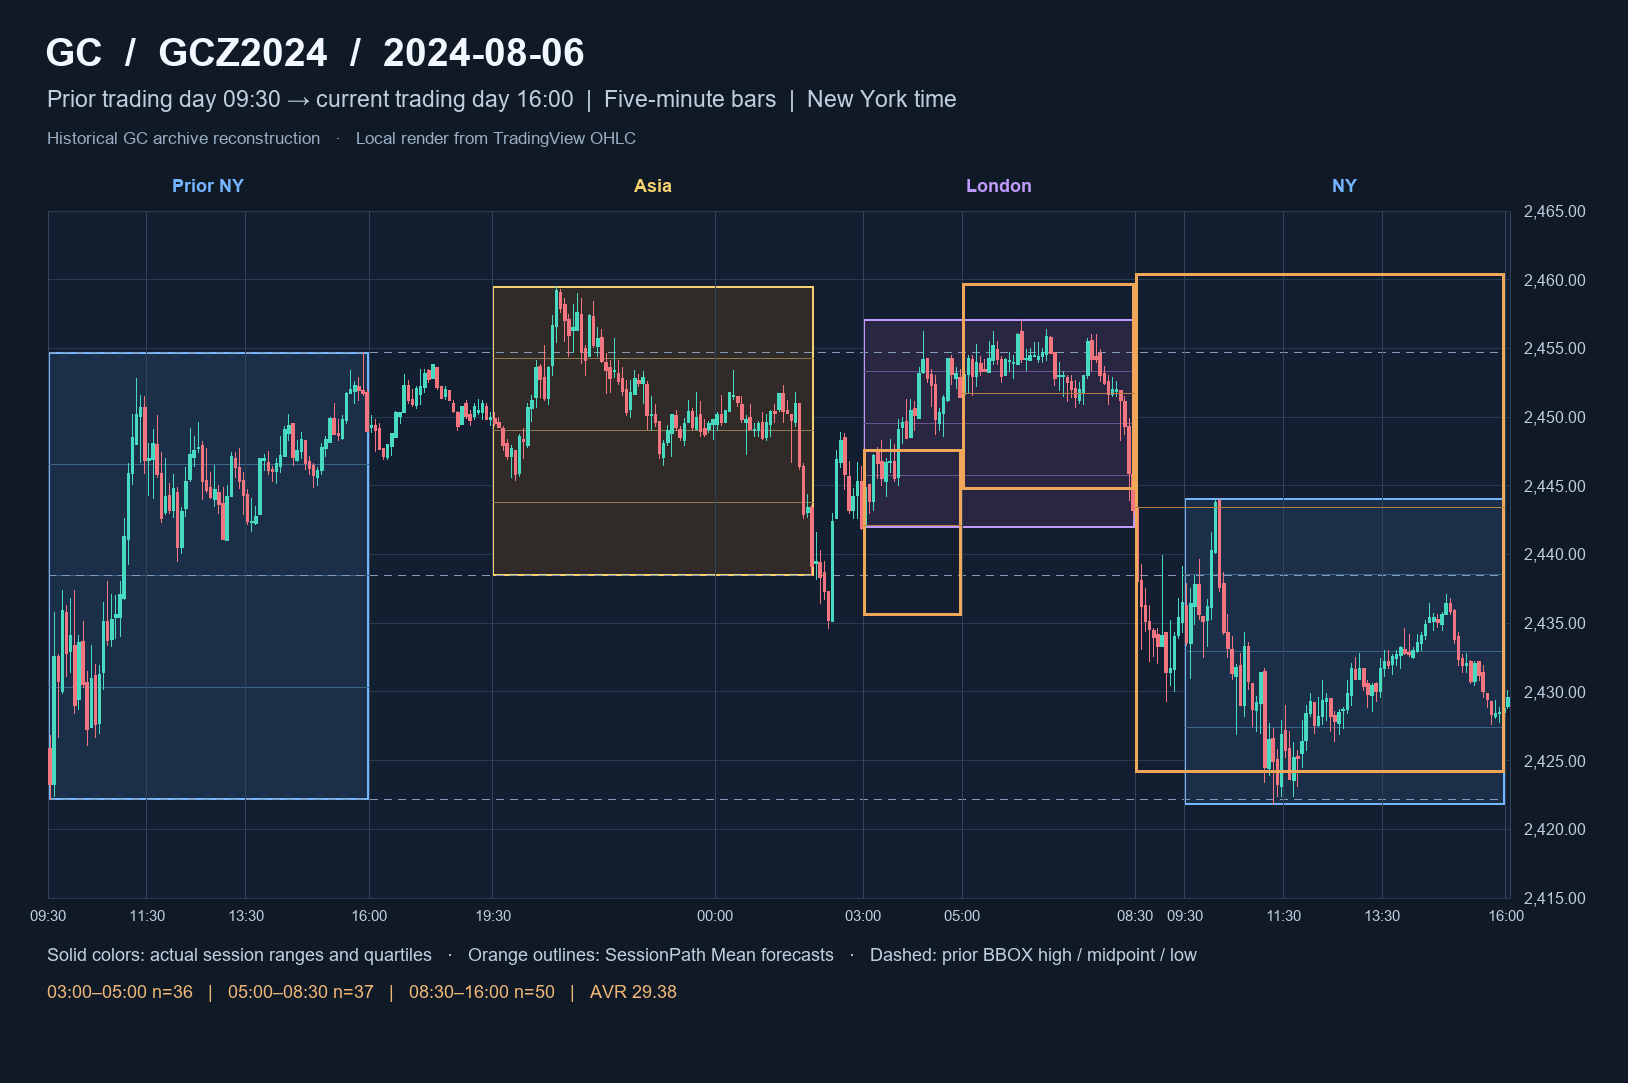 GC / GCZ2024 / 2024-08-06
Prior trading day 09:30 → current trading day 16:00 | Five-minute bars | New York time
Historical GC archive reconstruction · Local render from TradingView OHLC
Prior NY Asia London NY
2,465.00
2,460.00
2,455.00
2,450.00
2,445.00
2,440.00
2,435.00
2,430.00
2,425.00
2,420.00
2,415.00
09:30 11:30 13:30 16:00 19:30 00:00 03:00 05:00 08:30 09:30 11:30 13:30 16:00
Solid colors: actual session ranges and quartiles · Orange outlines: SessionPath Mean forecasts · Dashed: prior BBOX high / midpoint / low
03:00–05:00 n=36 | 05:00–08:30 n=37 | 08:30–16:00 n=50 | AVR 29.38